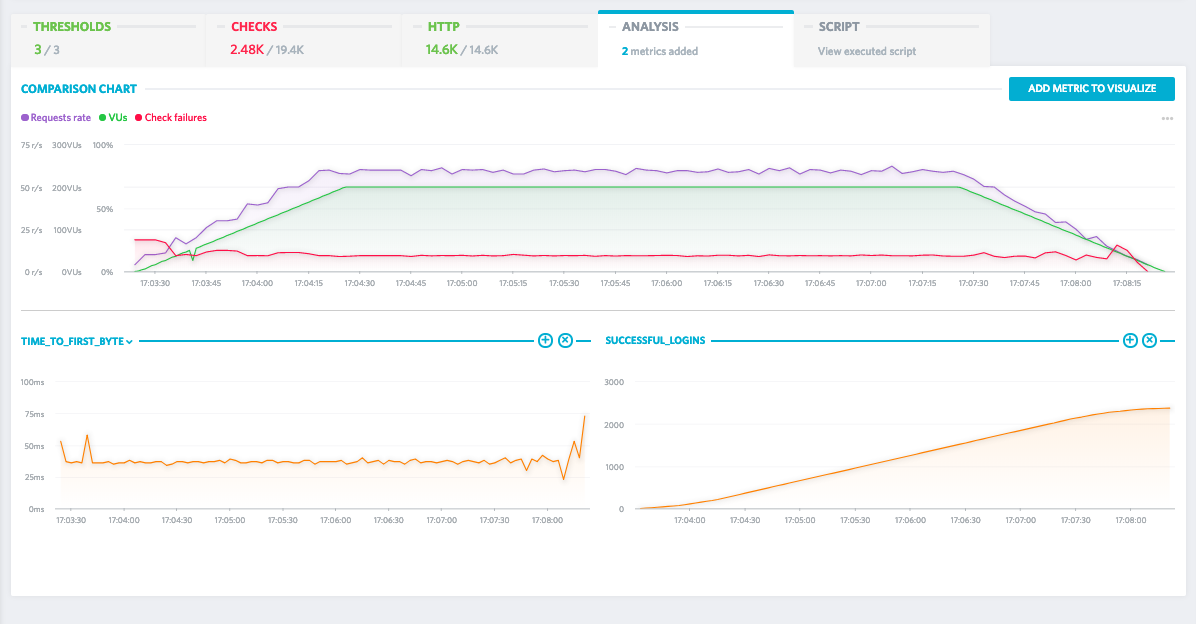 THRESHOLDS
3 / 3
CHECKS
2.48K / 19.4K
HTTP
14.6K / 14.6K
ANALYSIS
2 metrics added
SCRIPT
View executed script
COMPARISON CHART
ADD METRIC TO VISUALIZE
Requests rate VUs Check failures
75 r/s 300VUs 100%
50 r/s 200VUs
50%
25 r/s 100VUs
0 r/s 0VUs 0%
17:03:30 17:03:45 17:04:00 17:04:15 17:04:30 17:04:45 17:05:00 17:05:15 17:05:30 17:05:45 17:06:00 17:06:15 17:06:30 17:06:45 17:07:00 17:07:15 17:07:30 17:07:45 17:08:00 17:08:15
TIME_TO_FIRST_BYTE
100ms
75ms
50ms
25ms
0ms
17:03:30 17:04:00 17:04:30 17:05:00 17:05:30 17:06:00 17:06:30 17:07:00 17:07:30 17:08:00
SUCCESSFUL_LOGINS
3000
2000
1000
0
17:04:00 17:04:30 17:05:00 17:05:30 17:06:00 17:06:30 17:07:00 17:07:30 17:08:00